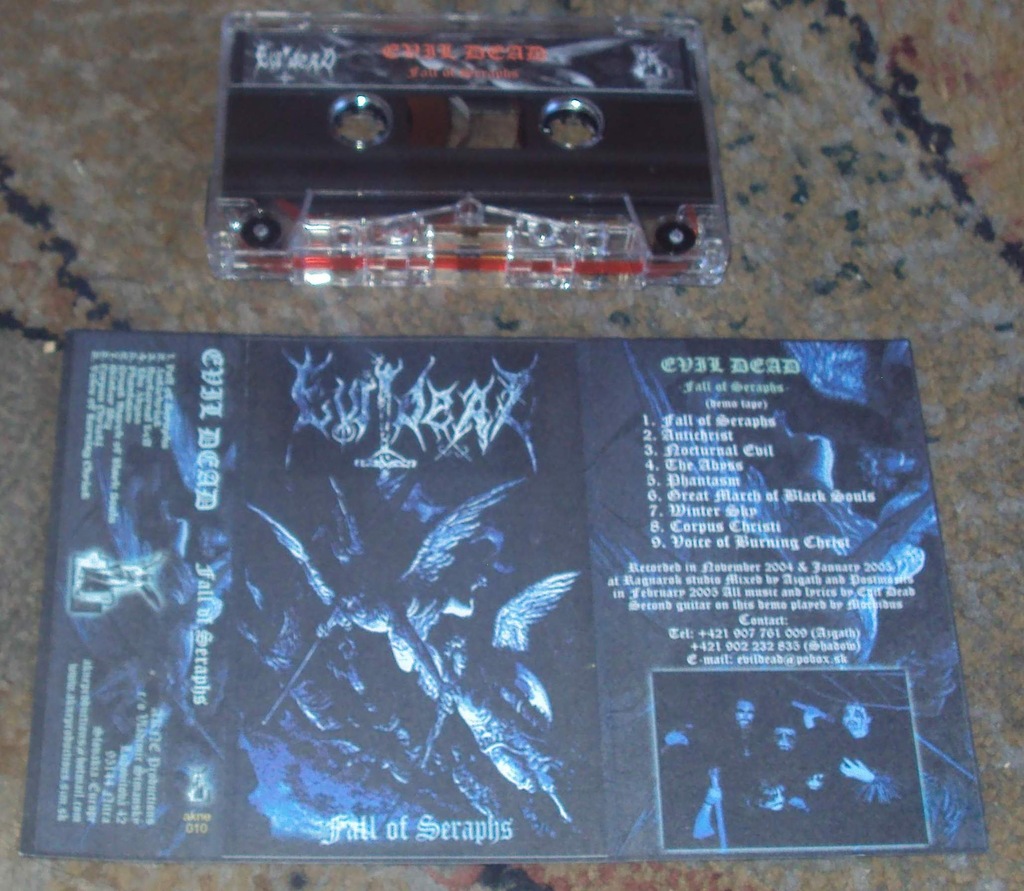 Evil Dead
EVIL DEAD
Fall of Seraphs
EVIL DEAD Fall of Seraphs
akne
010
Evil Dead
Fall of Seraphs
EVIL DEAD
Fall of Seraphs
(demo tape)
1. Fall of Seraphs
2. Antichrist
3. Nocturnal Evil
4. The Abyss
5. Phantasm
6. Great March of Black Souls
7. Winter Sky
8. Corpus Christi
9. Voice of Burning Christ
Recorded in November 2004 & January 2005
at Ragnarok studio Mixed by Azgath and
in February 2005 All music and lyrics by Evil Dead
Second guitar on this demo played by Morbidus
Contact:
Tel: +421 907 761 009 (Azgath)
+421 902 232 835 (Shadow)
E-mail: evildead@pobox.sk